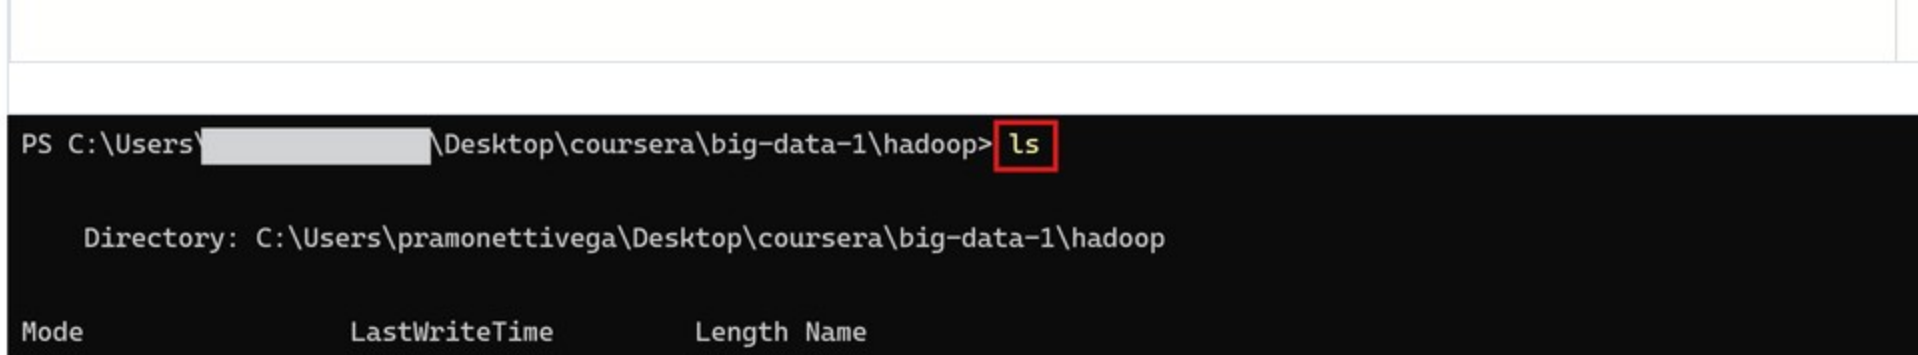 PS C:\Users\ \Desktop\coursera\big-data-1\hadoop> ls
Directory: C:\Users\pramonettivega\Desktop\coursera\big-data-1\hadoop
Mode LastWriteTime Length Name